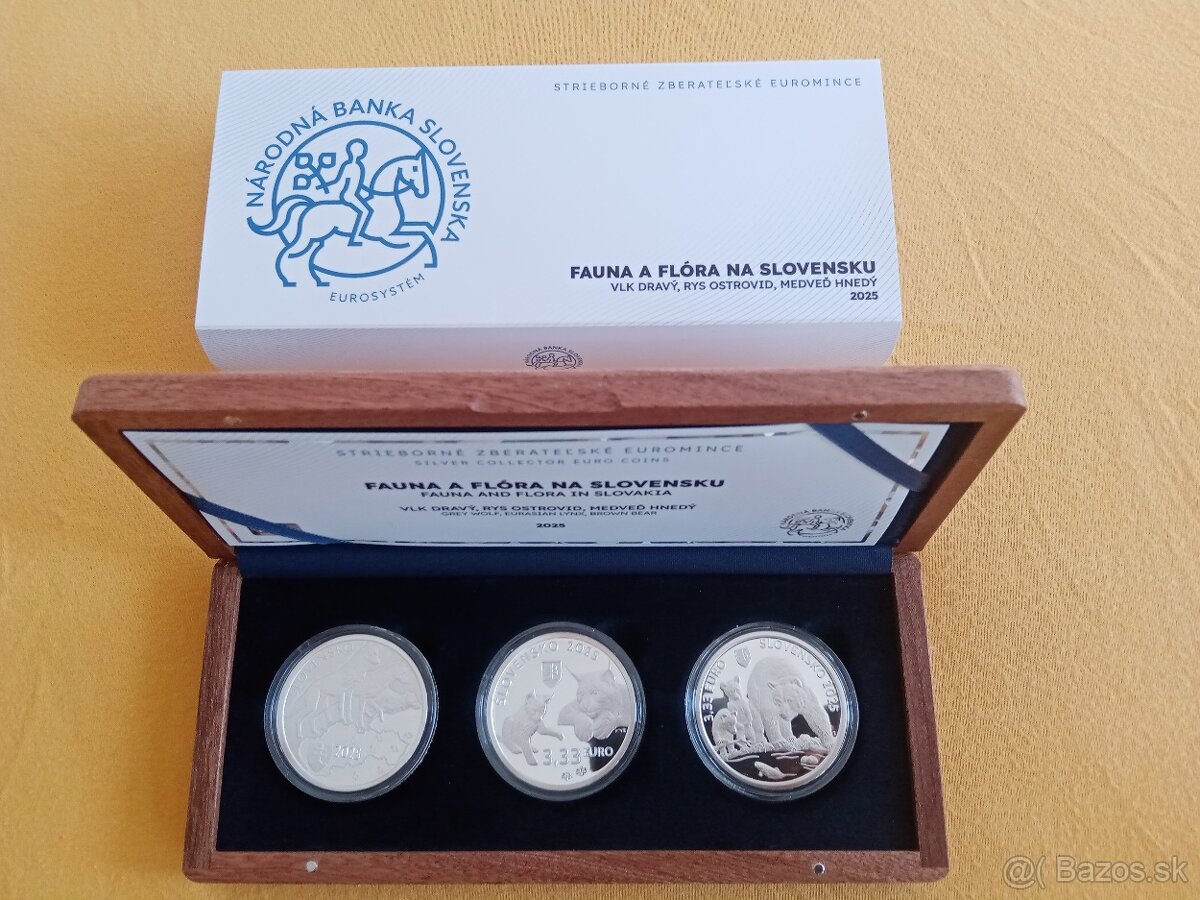 STRIEBORNÉ ZBERATEĽSKÉ EUROMINCE
NÁRODNÁ BANKA SLOVENSKA
EUROSYSTÉM
FAUNA A FLÓRA NA SLOVENSKU
VLK DRAVÝ, RYS OSTROVID, MEDVEĎ HNEDÝ
2025
STRIEBORNÉ ZBERATEĽSKÉ EUROMINCE
SILVER COLLECTOR EURO COINS
FAUNA A FLÓRA NA SLOVENSKU
FAUNA AND FLORA IN SLOVAKIA
VLK DRAVÝ, RYS OSTROVID, MEDVEĎ HNEDÝ
GREY WOLF, EURASIAN LYNX, BROWN BEAR
2025
SLOVENSKO
2025
SLOVENSKO 2025
3,33 EURO
SLOVENSKO 2025
3,33 EURO
@( Bazos.sk